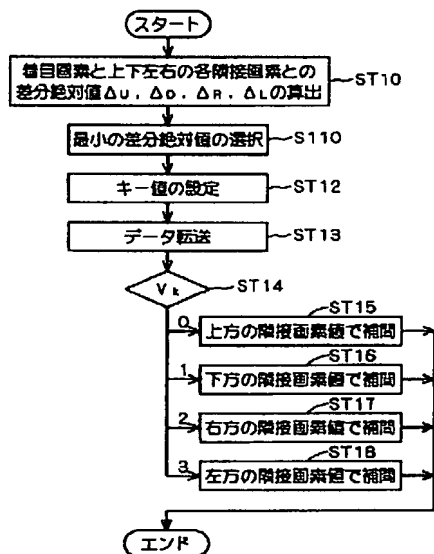 スタート
着目画素と上下左右の各隣接画素との
差分絶対値ΔU, ΔD, ΔR, ΔLの算出
ST10
最小の差分絶対値の選択
S110
キー値の設定
ST12
データ転送
ST13
Vk
ST14
ST15
0
上方の隣接画素値で補間
ST16
1
下方の隣接画素値で補間
ST17
2
右方の隣接画素値で補間
ST18
3
左方の隣接画素値で補間
エンド